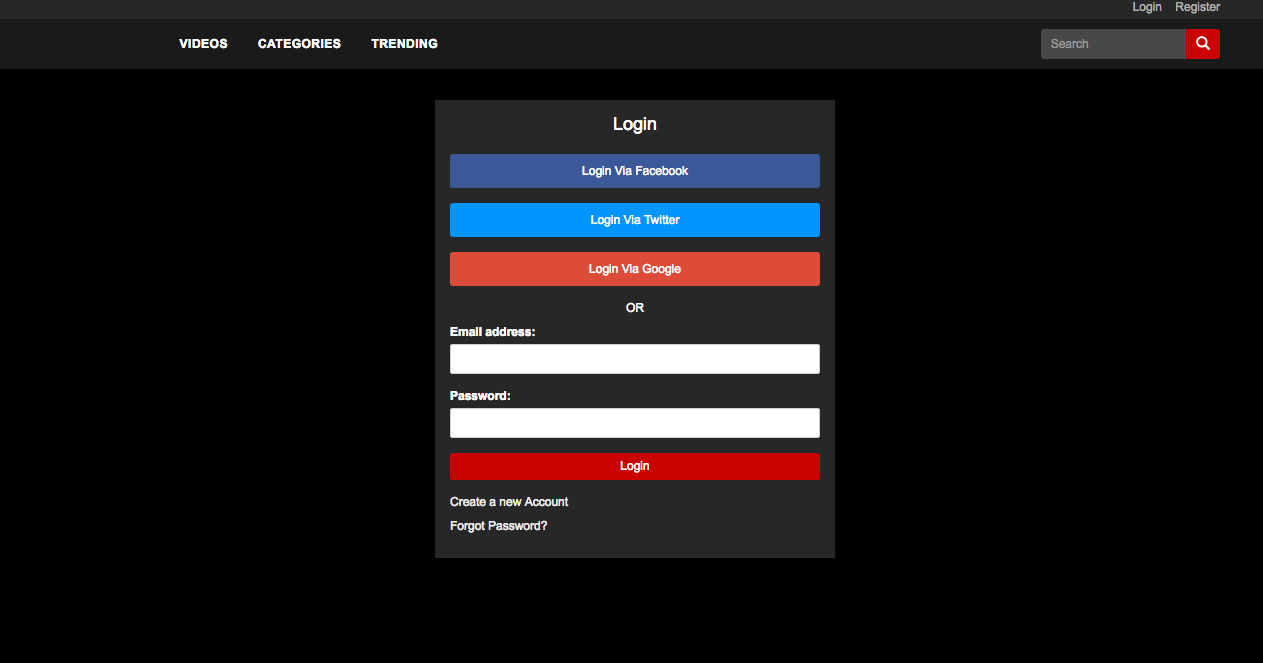 Login Register
VIDEOS CATEGORIES TRENDING Search
Login
Login Via Facebook
Login Via Twitter
Login Via Google
OR
Email address:
Password:
Login
Create a new Account
Forgot Password?